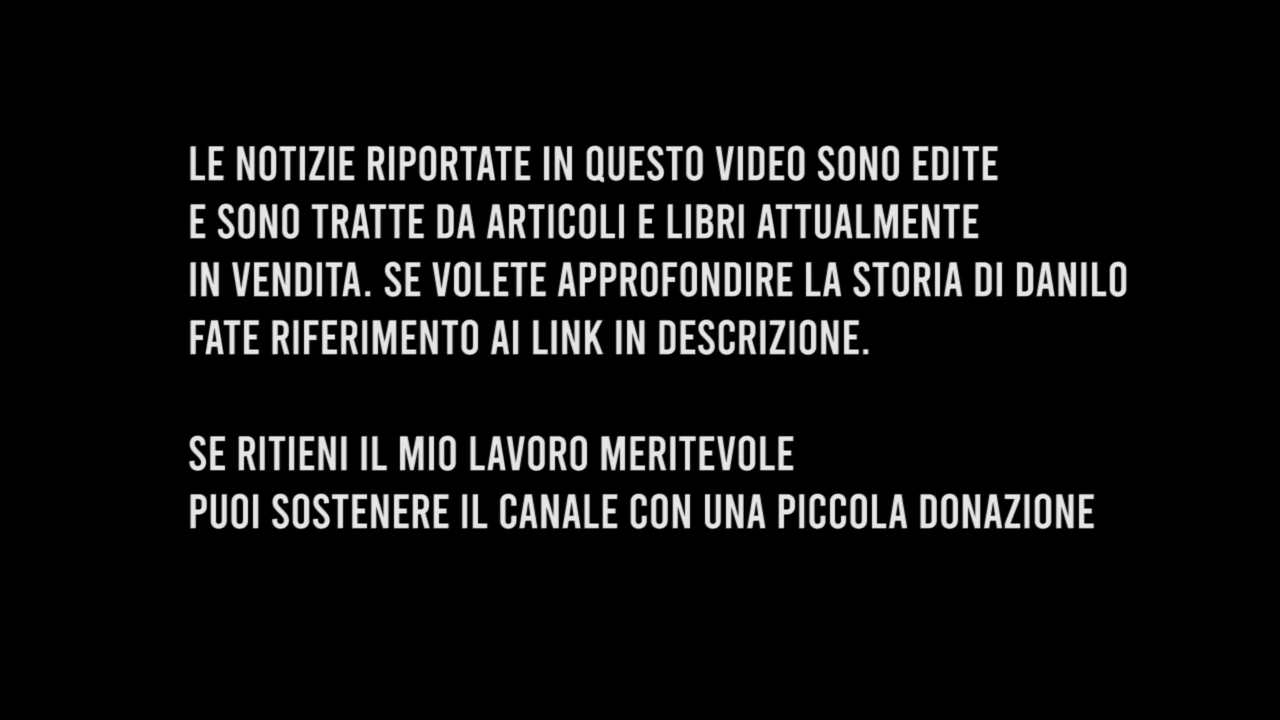 LE NOTIZIE RIPORTATE IN QUESTO VIDEO SONO EDITE
E SONO TRATTE DA ARTICOLI E LIBRI ATTUALMENTE
IN VENDITA. SE VOLETE APPROFONDIRE LA STORIA DI DANILO
FATE RIFERIMENTO AI LINK IN DESCRIZIONE.
SE RITIENI IL MIO LAVORO MERITEVOLE
PUOI SOSTENERE IL CANALE CON UNA PICCOLA DONAZIONE